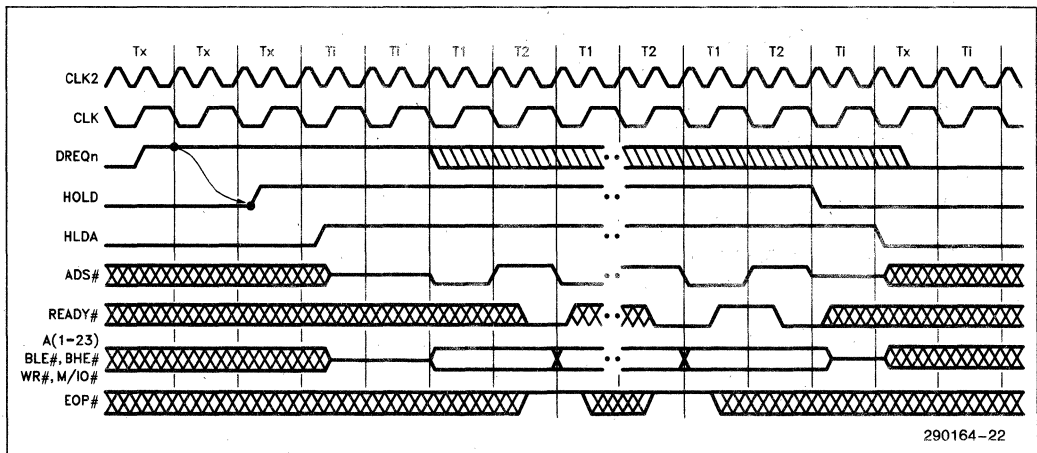 Tx Tx Tx Ti Ti T1 T2 T1 T2 T1 T2 Ti Tx Ti
CLK2
CLK
DREQn
HOLD
HLDA
ADS#
READY#
A(1-23)
BLE#, BHE#
WR#, M/IO#
EOP#
290164-22